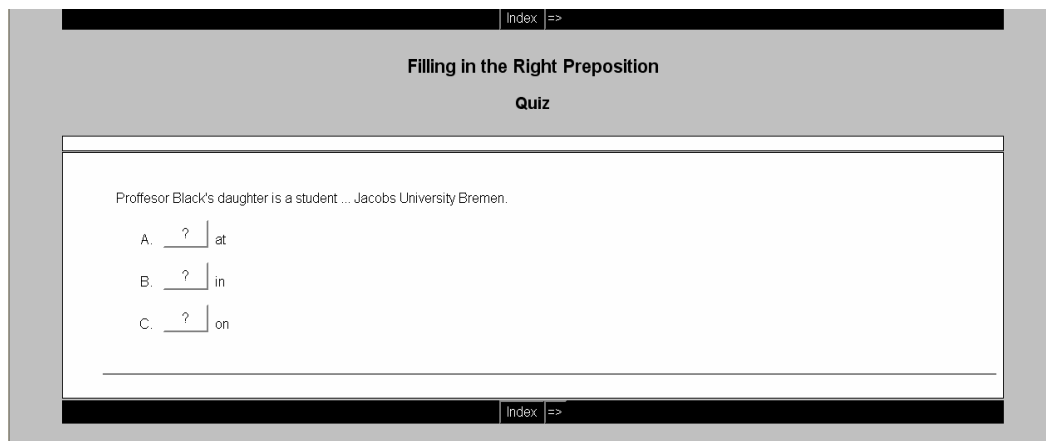 Index =>
Filling in the Right Preposition
Quiz
Proffesor Black's daughter is a student ... Jacobs University Bremen.
A. ? at
B. ? in
C. ? on
Index =>